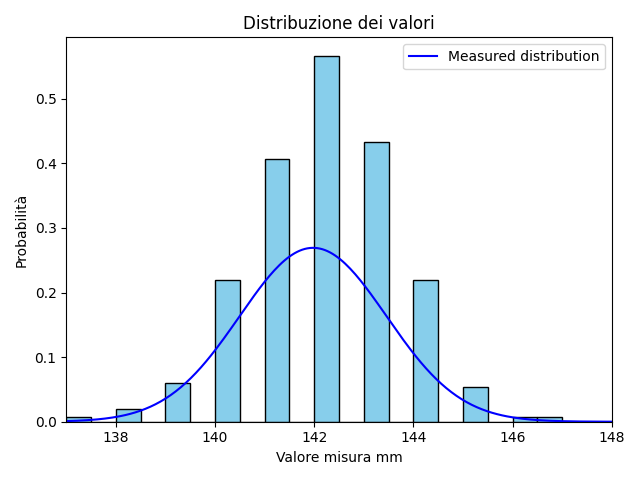 Distribuzione dei valori
Measured distribution
Probabilità
0.5
0.4
0.3
0.2
0.1
0.0
138 140 142 144 146 148
Valore misura mm